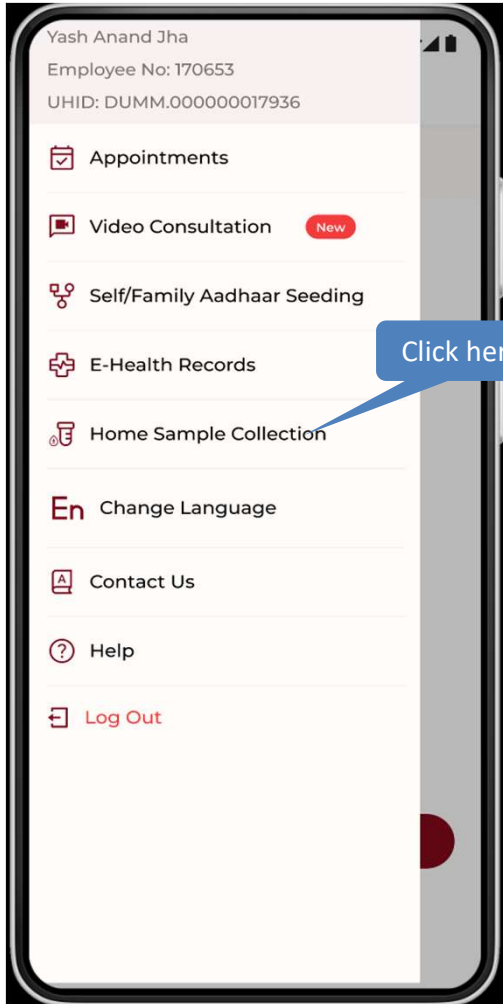 Yash Anand Jha
Employee No: 170653
UHID: DUMM.000000017936
Appointments
Video Consultation New
Self/Family Aadhaar Seeding
E-Health Records
Click her
Home Sample Collection
En Change Language
Contact Us
Help
Log Out